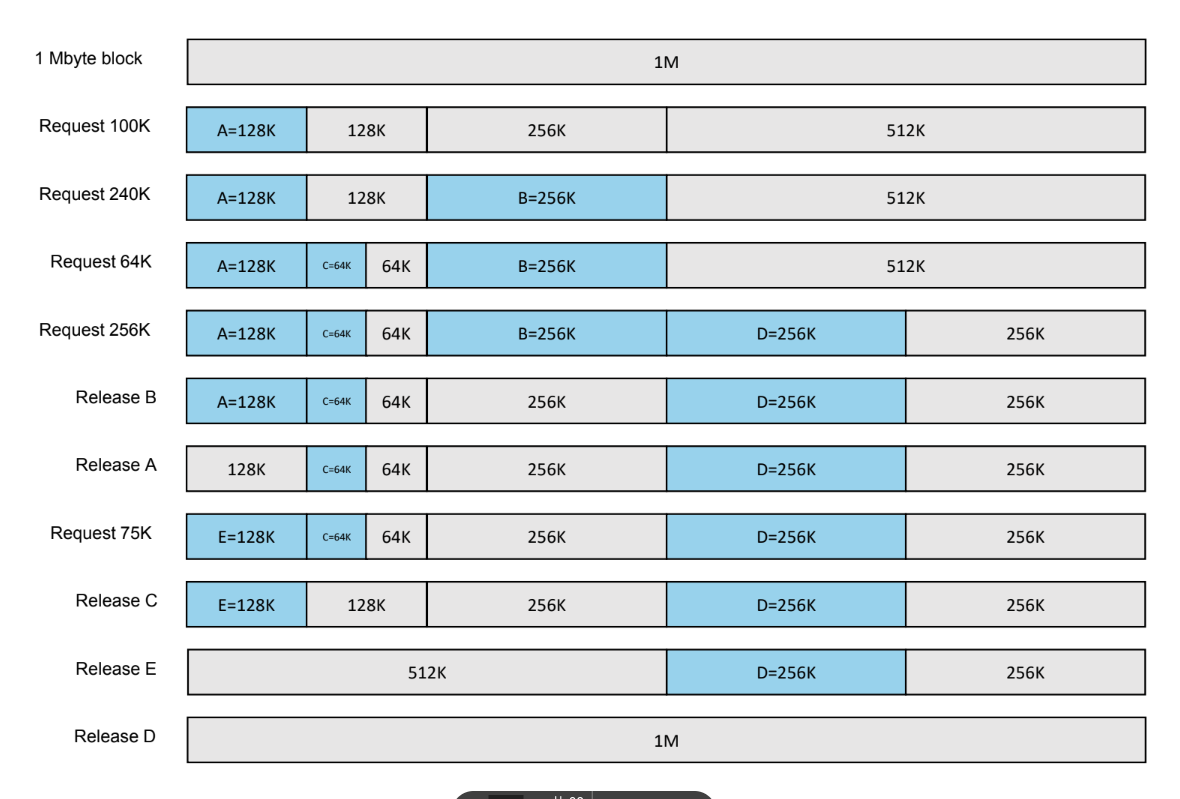 1 Mbyte block 1M
Request 100K A=128K 128K 256K 512K
Request 240K A=128K 128K B=256K 512K
Request 64K A=128K C=64K 64K B=256K 512K
Request 256K A=128K C=64K 64K B=256K D=256K 256K
Release B A=128K C=64K 64K 256K D=256K 256K
Release A 128K C=64K 64K 256K D=256K 256K
Request 75K E=128K C=64K 64K 256K D=256K 256K
Release C E=128K 128K 256K D=256K 256K
Release E 512K D=256K 256K
Release D 1M